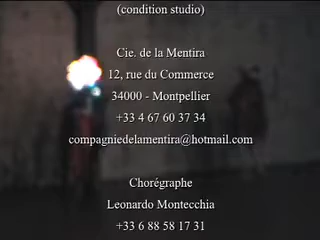 (condition studio)
Cie. de la Mentira
12, rue du Commerce
34000 - Montpellier
+33 4 67 60 37 34
compagniedelamentira@hotmail.com
Chorégraphe
Leonardo Montecchia
+33 6 88 58 17 31